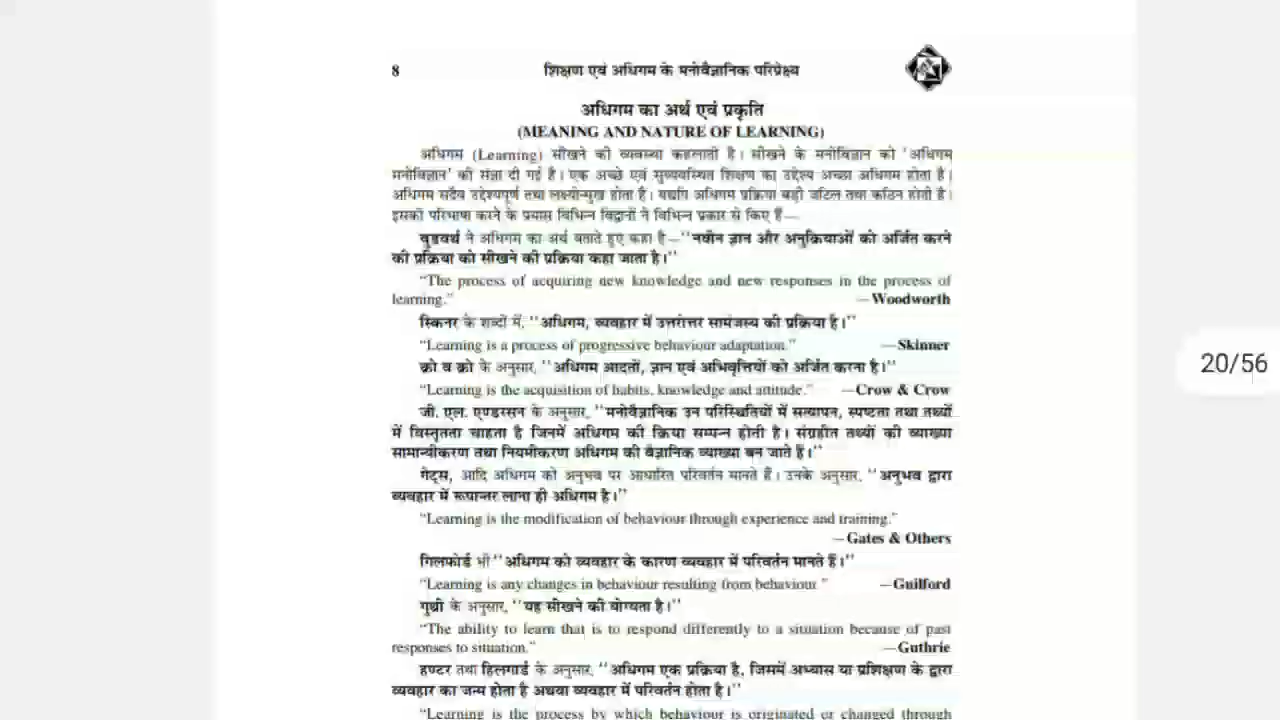 8 शिक्षण एवं अधिगम के मनोवैज्ञानिक परिप्रेक्ष्य
अधिगम का अर्थ एवं प्रकृति
(MEANING AND NATURE OF LEARNING)
अधिगम (Learning) सीखने की व्यवस्था कहलाती है। सीखने के मनोविज्ञान को 'अधिगम
मनोविज्ञान' की संज्ञा दी गई है। एक अच्छे एवं सुव्यवस्थित शिक्षण का उद्देश्य अच्छा अधिगम होता है।
अधिगम सदैव उद्देश्यपूर्ण तथा लक्ष्योन्मुख होता है। यद्यपि अधिगम प्रक्रिया बड़ी जटिल तथा कठिन होती है।
इसको परिभाषा करने के प्रयास विभिन्न विद्वानों ने विभिन्न प्रकार से किए हैं—
वुडवर्थ ने अधिगम का अर्थ बताते हुए कहा है—"नवीन ज्ञान और अनुक्रियाओं को अर्जित करने
की प्रक्रिया को सीखने की प्रक्रिया कहा जाता है।"
"The process of acquiring new knowledge and new responses in the process of
learning." —Woodworth
स्किनर के शब्दों में, "अधिगम, व्यवहार में उत्तरोत्तर सामंजस्य की प्रक्रिया है।"
"Learning is a process of progressive behaviour adaptation." —Skinner
क्रो व क्रो के अनुसार, "अधिगम आदतों, ज्ञान एवं अभिवृत्तियों को अर्जित करना है।"
"Learning is the acquisition of habits, knowledge and attitude." —Crow & Crow
जी. एल. एण्डरसन के अनुसार, "मनोवैज्ञानिक उन परिस्थितियों में सत्यापन, स्पष्टता तथा तथ्यों
में विस्तृतता चाहता है जिनमें अधिगम की क्रिया सम्पन्न होती है। संग्रहीत तथ्यों की व्याख्या
सामान्यीकरण तथा नियमीकरण अधिगम की वैज्ञानिक व्याख्या बन जाते हैं।"
गेट्स, आदि अधिगम को अनुभव पर आधारित परिवर्तन मानते हैं। उनके अनुसार, "अनुभव द्वारा
व्यवहार में रूपान्तर लाना ही अधिगम है।"
"Learning is the modification of behaviour through experience and training."
—Gates & Others
गिलफोर्ड भी "अधिगम को व्यवहार के कारण व्यवहार में परिवर्तन मानते हैं।"
"Learning is any changes in behaviour resulting from behaviour." —Guilford
गुथ्री के अनुसार, "यह सीखने की योग्यता है।"
"The ability to learn that is to respond differently to a situation because of past
responses to situation." —Guthrie
हण्टर तथा हिलगार्ड के अनुसार, "अधिगम एक प्रक्रिया है, जिसमें अभ्यास या प्रशिक्षण के द्वारा
व्यवहार का जन्म होता है अथवा व्यवहार में परिवर्तन होता है।"
"Learning is the process by which behaviour is originated or changed through
20/56